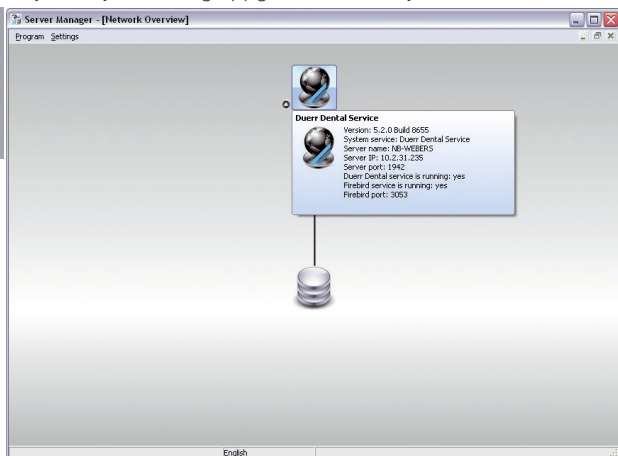 Server Manager - [Network Overview]
Program Settings
Duerr Dental Service
Version: 5.2.0 Build 8655
System service: Duerr Dental Service
Server name: NB-WEBERS
Server IP: 10.2.31.235
Server port: 1942
Duerr Dental service is running: yes
Firebird service is running: yes
Firebird port: 3053
English